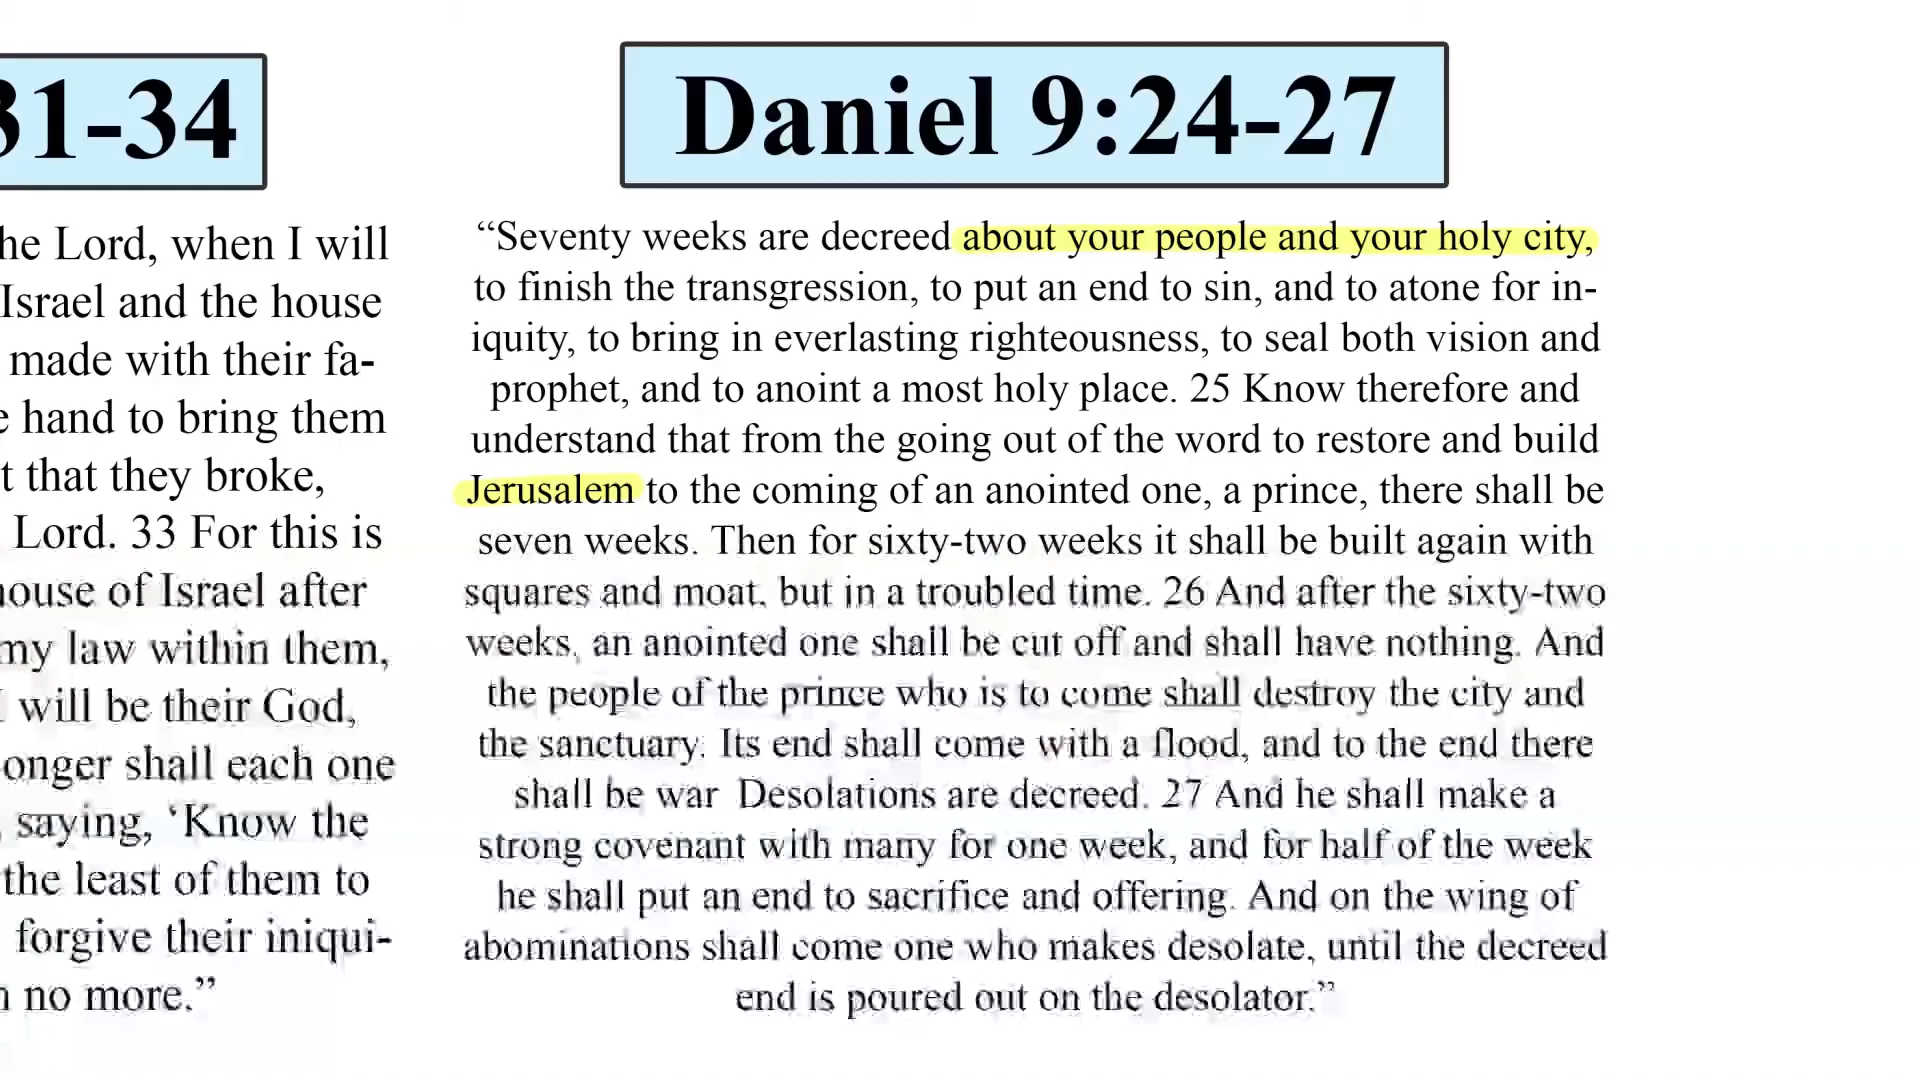 31-34
he Lord, when I will
Israel and the house
made with their fa-
hand to bring them
t that they broke,
Lord. 33 For this is
house of Israel after
my law within them,
I will be their God,
onger shall each one
, saying, ‘Know the
the least of them to
forgive their iniqui-
no more.”
Daniel 9:24-27
“Seventy weeks are decreed about your people and your holy city,
to finish the transgression, to put an end to sin, and to atone for in-
iquity, to bring in everlasting righteousness, to seal both vision and
prophet, and to anoint a most holy place. 25 Know therefore and
understand that from the going out of the word to restore and build
Jerusalem to the coming of an anointed one, a prince, there shall be
seven weeks. Then for sixty-two weeks it shall be built again with
squares and moat, but in a troubled time. 26 And after the sixty-two
weeks, an anointed one shall be cut off and shall have nothing. And
the people of the prince who is to come shall destroy the city and
the sanctuary. Its end shall come with a flood, and to the end there
shall be war Desolations are decreed. 27 And he shall make a
strong covenant with many for one week, and for half of the week
he shall put an end to sacrifice and offering. And on the wing of
abominations shall come one who makes desolate, until the decreed
end is poured out on the desolator.”